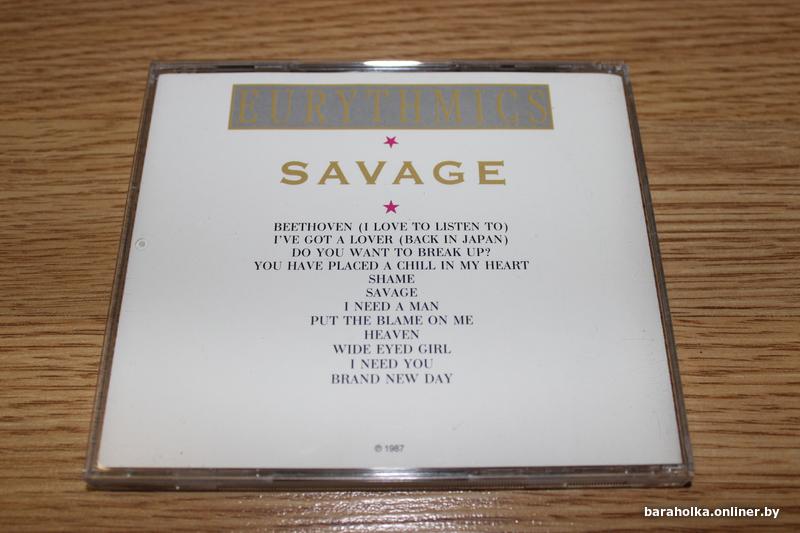 EURYTHMICS
SAVAGE
BEETHOVEN (I LOVE TO LISTEN TO)
I'VE GOT A LOVER (BACK IN JAPAN)
DO YOU WANT TO BREAK UP?
YOU HAVE PLACED A CHILL IN MY HEART
SHAME
SAVAGE
I NEED A MAN
PUT THE BLAME ON ME
HEAVEN
WIDE EYED GIRL
I NEED YOU
BRAND NEW DAY
℗ 1987
baraholka.onliner.by